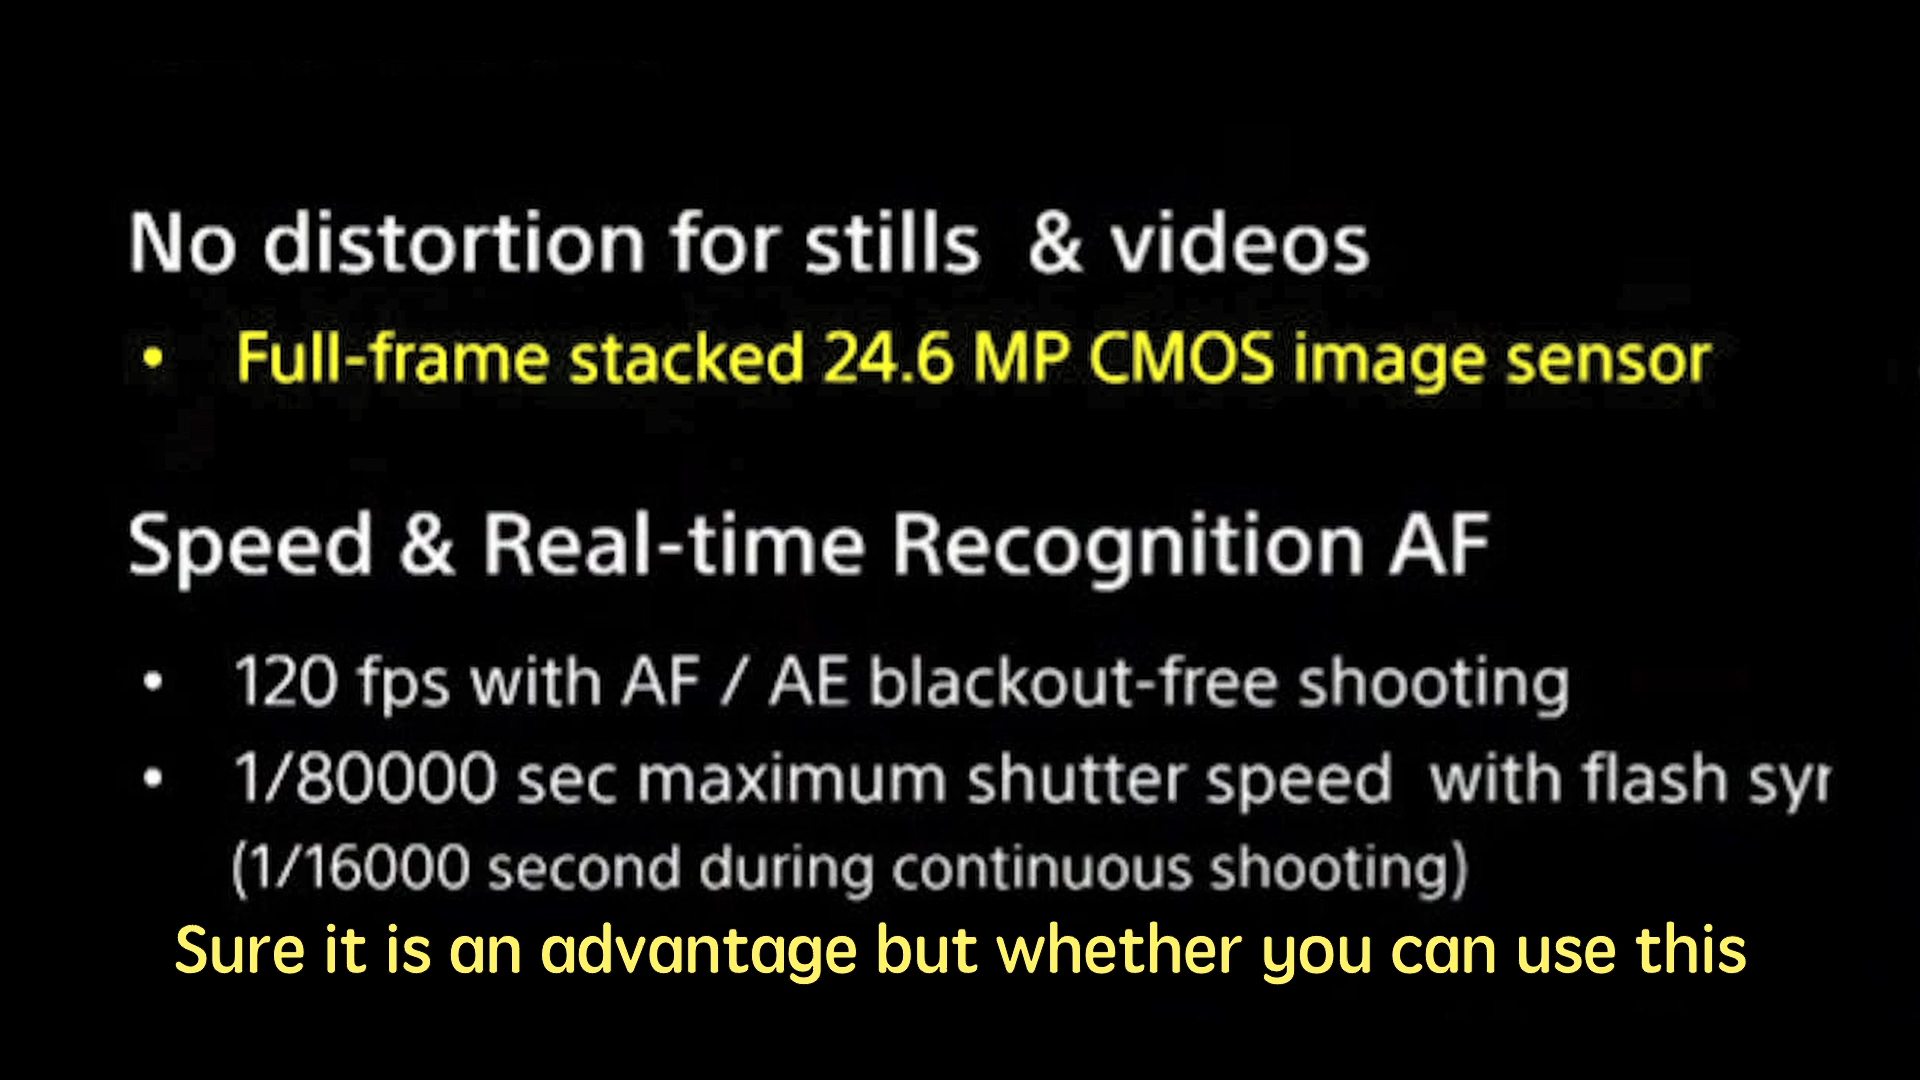 No distortion for stills & videos
• Full-frame stacked 24.6 MP CMOS image sensor
Speed & Real-time Recognition AF
• 120 fps with AF / AE blackout-free shooting
• 1/80000 sec maximum shutter speed with flash
(1/16000 second during continuous shooting)
Sure it is an advantage but whether you can use this